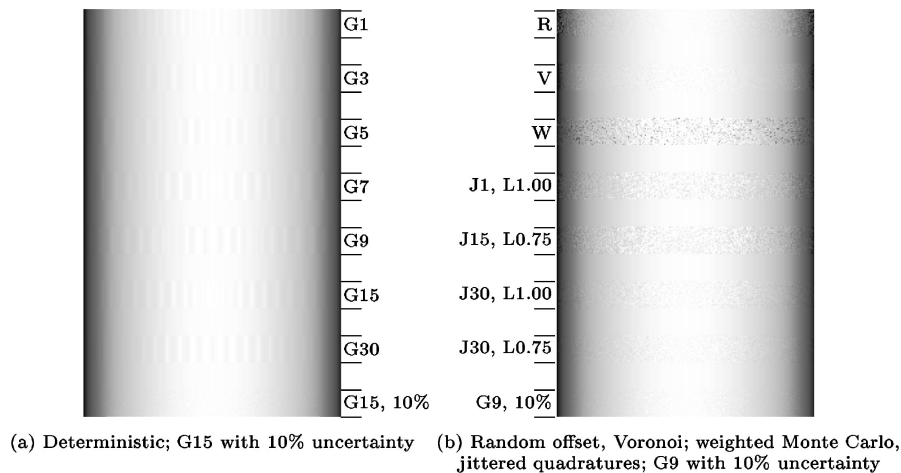 G1
G3
G5
G7
G9
G15
G30
G15, 10%
R
V
W
J1, L1.00
J15, L0.75
J30, L1.00
J30, L0.75
G9, 10%
(a) Deterministic; G15 with 10% uncertainty
(b) Random offset, Voronoi; weighted Monte Carlo,
jittered quadratures; G9 with 10% uncertainty